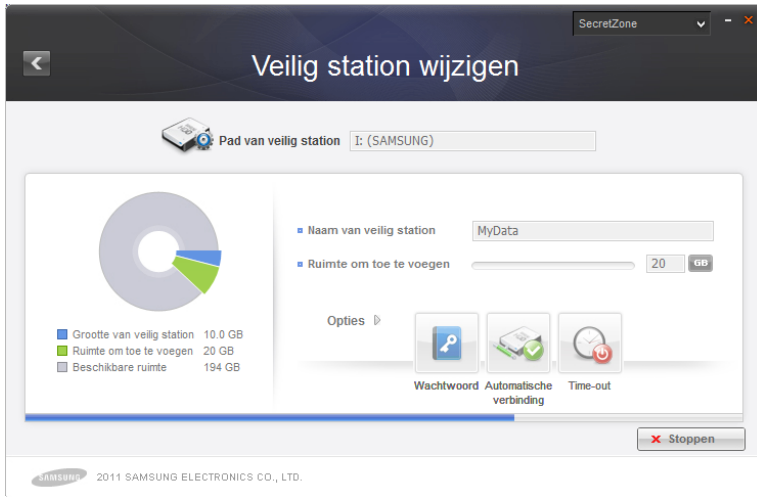 SecretZone
Veilig station wijzigen
Pad van veilig station I: (SAMSUNG)
Naam van veilig station MyData
Ruimte om toe te voegen 20 GB
Opties
Grootte van veilig station 10.0 GB
Ruimte om toe te voegen 20 GB
Beschikbare ruimte 194 GB
Wachtwoord Automatische verbinding Time-out
Stoppen
SAMSUNG 2011 SAMSUNG ELECTRONICS CO., LTD.